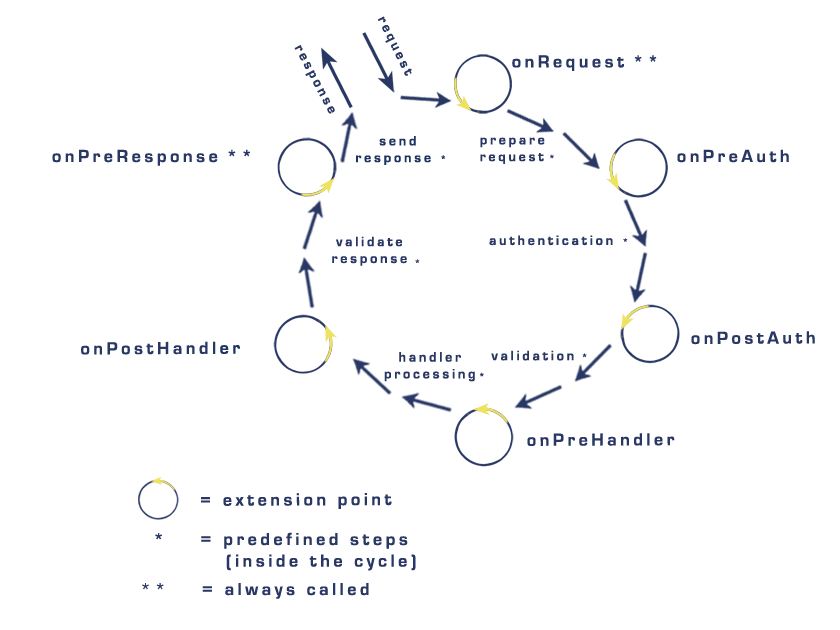 response
request
onRequest **
prepare
request *
onPreAuth
authentication *
onPostAuth
validation *
onPreHandler
handler
processing *
onPostHandler
validate
response *
onPreResponse **
send
response *
= extension point
* = predefined steps
(inside the cycle)
** = always called